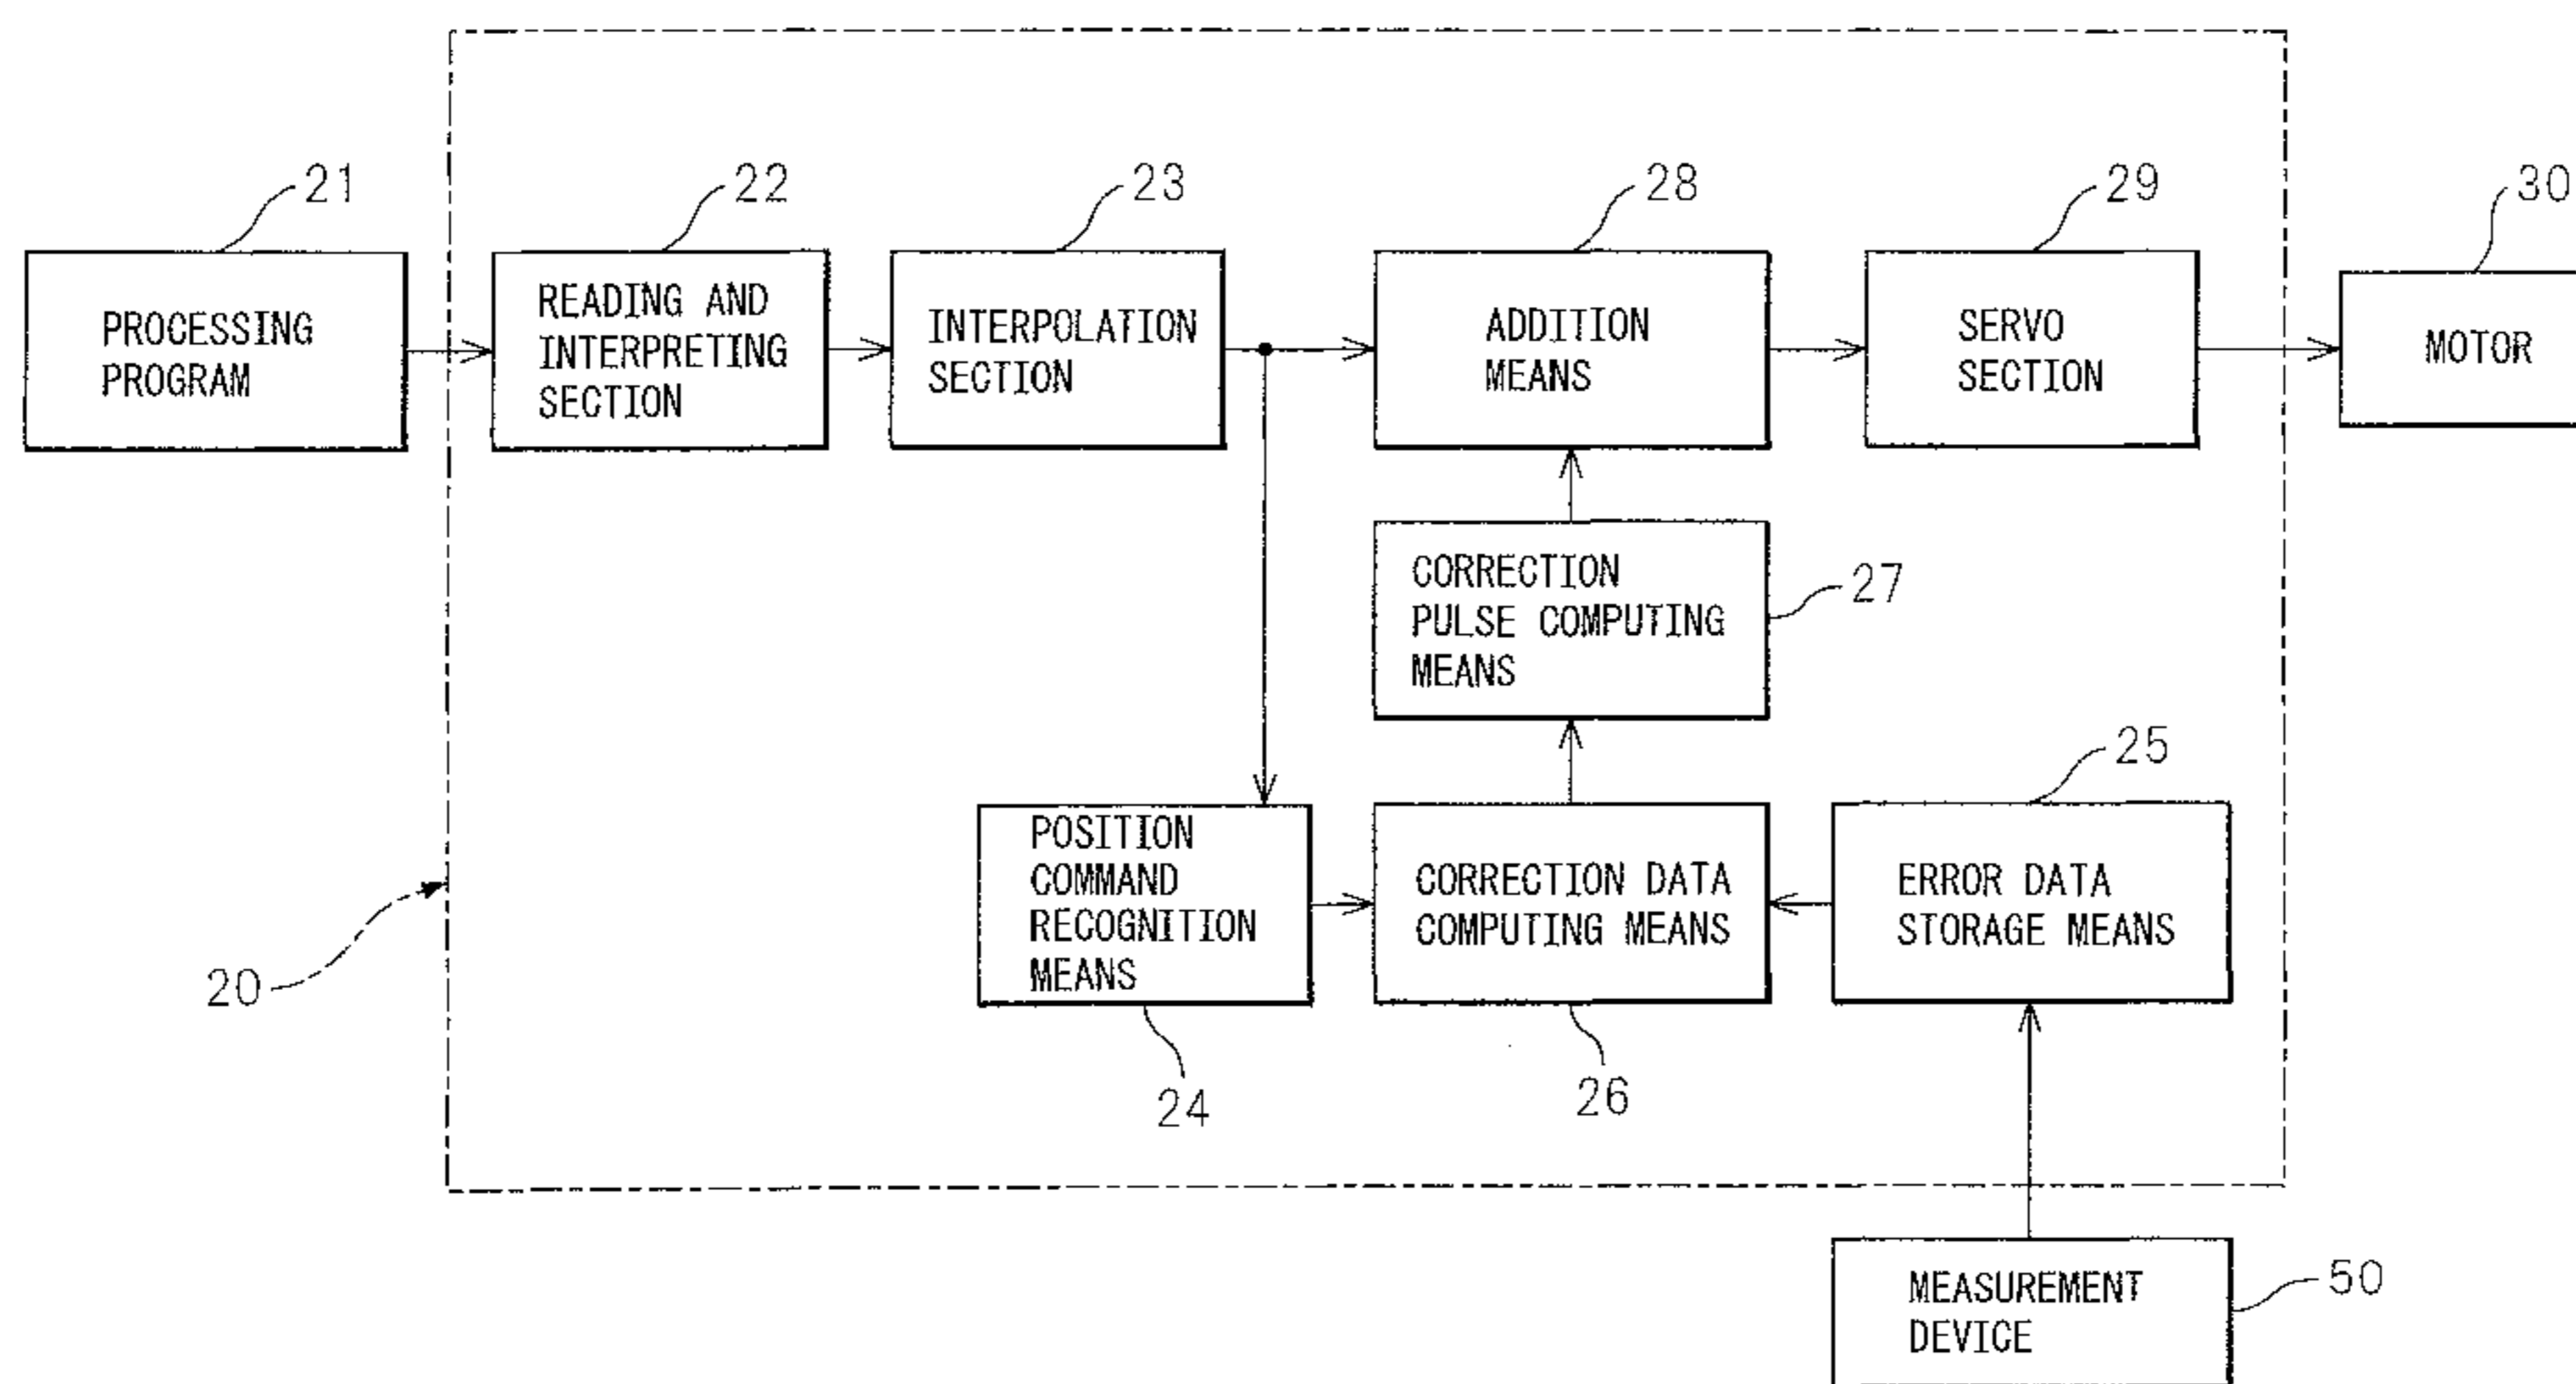 21
22
23
28
29
30
PROCESSING
PROGRAM
READING AND
INTERPRETING
SECTION
INTERPOLATION
SECTION
ADDITION
MEANS
SERVO
SECTION
MOTOR
CORRECTION
PULSE COMPUTING
MEANS
27
25
POSITION
COMMAND
RECOGNITION
MEANS
CORRECTION DATA
COMPUTING MEANS
ERROR DATA
STORAGE MEANS
20
24
26
MEASUREMENT
DEVICE
50